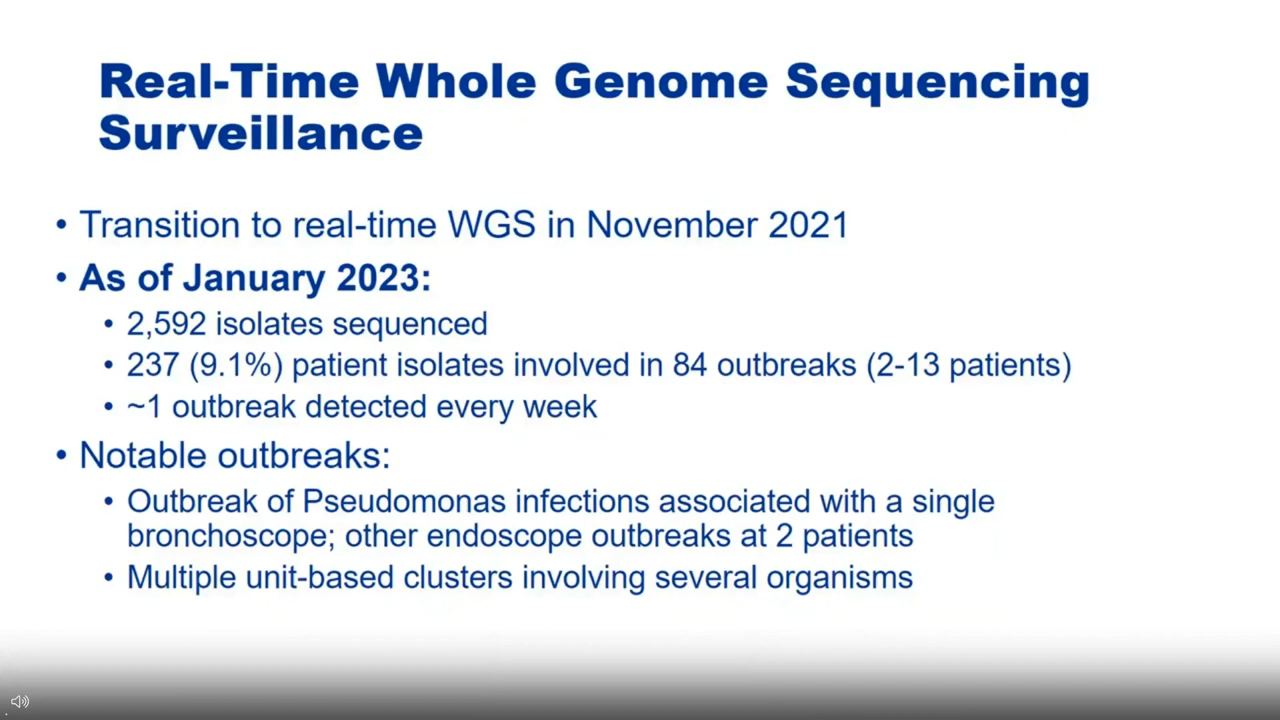 Real-Time Whole Genome Sequencing
Surveillance
• Transition to real-time WGS in November 2021
• As of January 2023:
• 2,592 isolates sequenced
• 237 (9.1%) patient isolates involved in 84 outbreaks (2-13 patients)
• ~1 outbreak detected every week
• Notable outbreaks:
• Outbreak of Pseudomonas infections associated with a single
bronchoscope; other endoscope outbreaks at 2 patients
• Multiple unit-based clusters involving several organisms